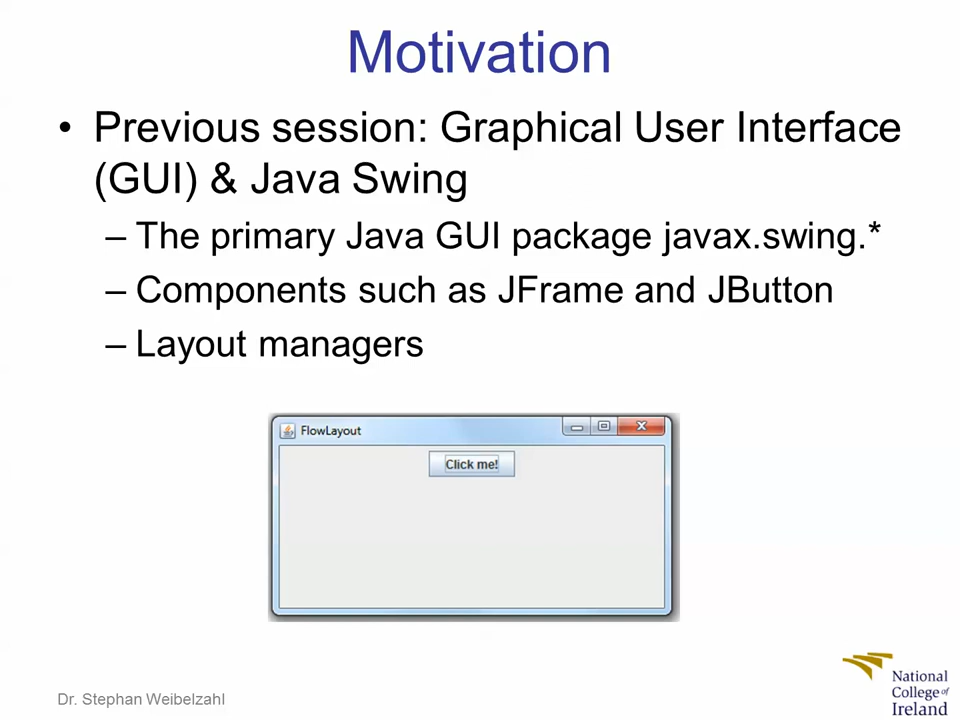 Motivation
• Previous session: Graphical User Interface
(GUI) & Java Swing
– The primary Java GUI package javax.swing.*
– Components such as JFrame and JButton
– Layout managers
FlowLayout
Click me!
Dr. Stephan Weibelzahl
National
College of
Ireland